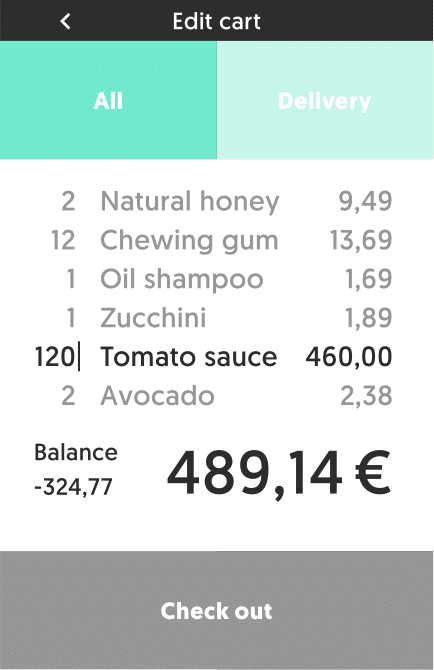 Edit cart
All Delivery
2 Natural honey 9,49
12 Chewing gum 13,69
1 Oil shampoo 1,69
1 Zucchini 1,89
120 Tomato sauce 460,00
2 Avocado 2,38
Balance
-324,77 489,14 €
Check out